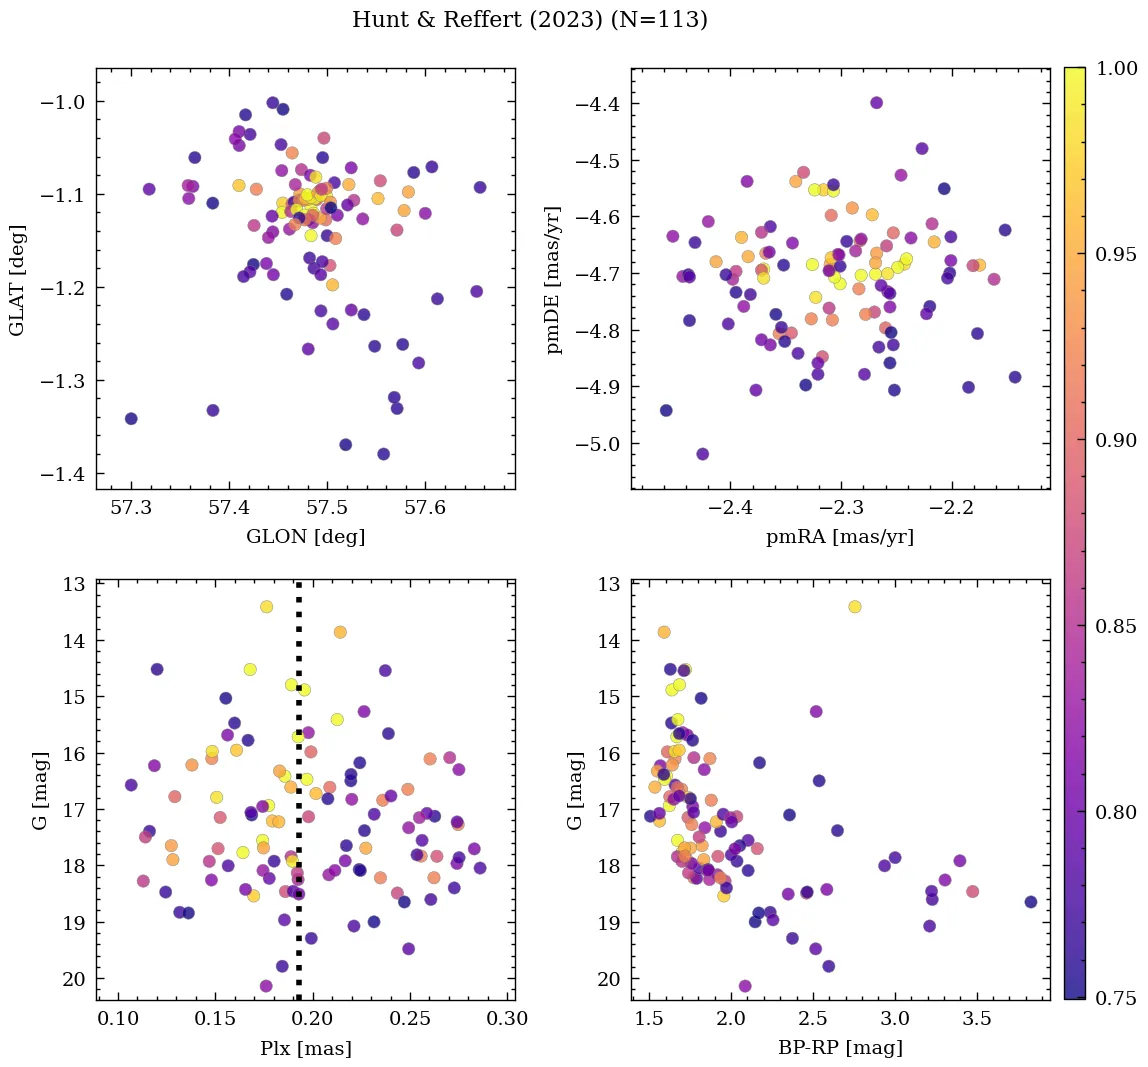 Hunt & Reffert (2023) (N=113)
−1.0
−1.1
−1.2
−1.3
−1.4
GLAT [deg]
57.3 57.4 57.5 57.6
GLON [deg]
−4.4
−4.5
−4.6
−4.7
−4.8
−4.9
−5.0
pmDE [mas/yr]
−2.4 −2.3 −2.2
pmRA [mas/yr]
1.00
0.95
0.90
0.85
0.80
0.75
13
14
15
16
17
18
19
20
G [mag]
0.10 0.15 0.20 0.25 0.30
Plx [mas]
13
14
15
16
17
18
19
20
G [mag]
1.5 2.0 2.5 3.0 3.5
BP-RP [mag]